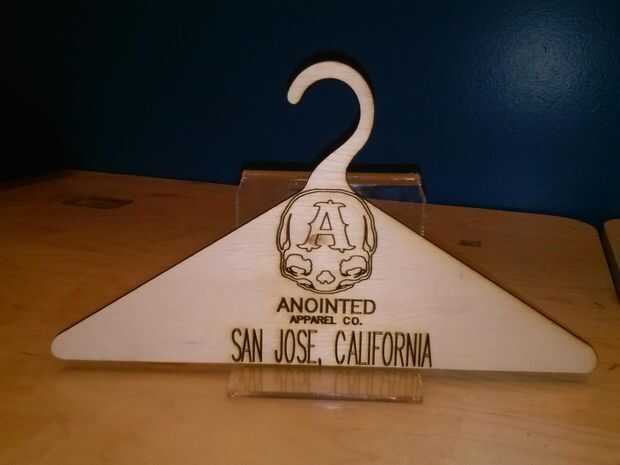 A
ANOINTED
APPAREL CO.
SAN JOSE, CALIFORNIA